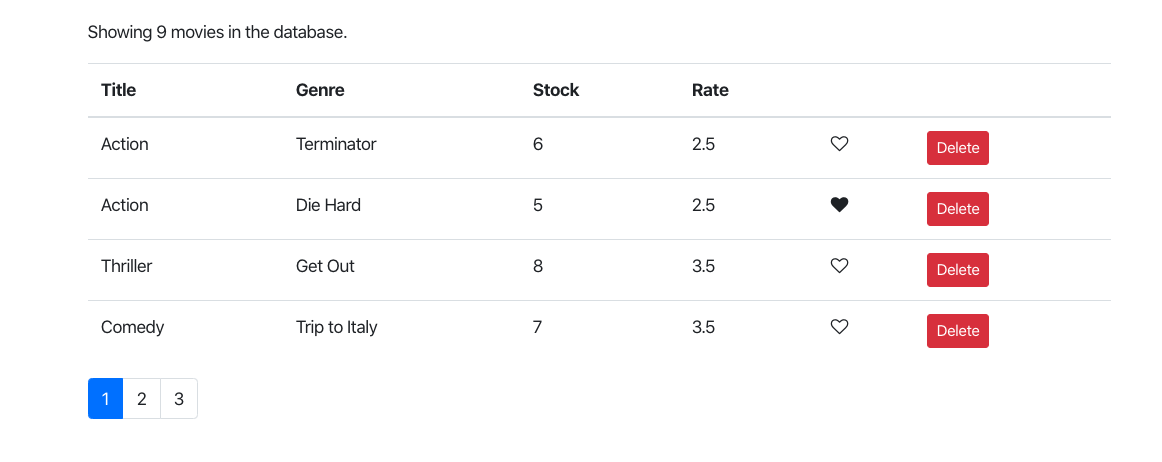 Showing 9 movies in the database.
Title Genre Stock Rate
Action Terminator 6 2.5 Delete
Action Die Hard 5 2.5 Delete
Thriller Get Out 8 3.5 Delete
Comedy Trip to Italy 7 3.5 Delete
1 2 3